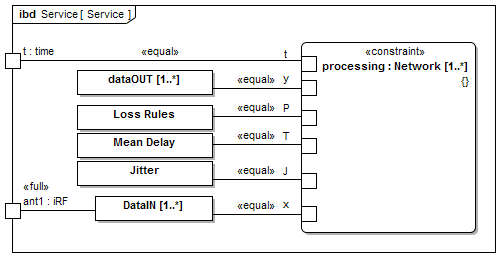 ibd Service [ Service ]
t : time «equal» t
«constraint»
processing : Network [1..*]
{}
dataOUT [1..*] «equal» y
Loss Rules «equal» P
Mean Delay «equal» T
Jitter «equal» J
«full»
ant1 : iRF
DataIN [1..*] «equal» x